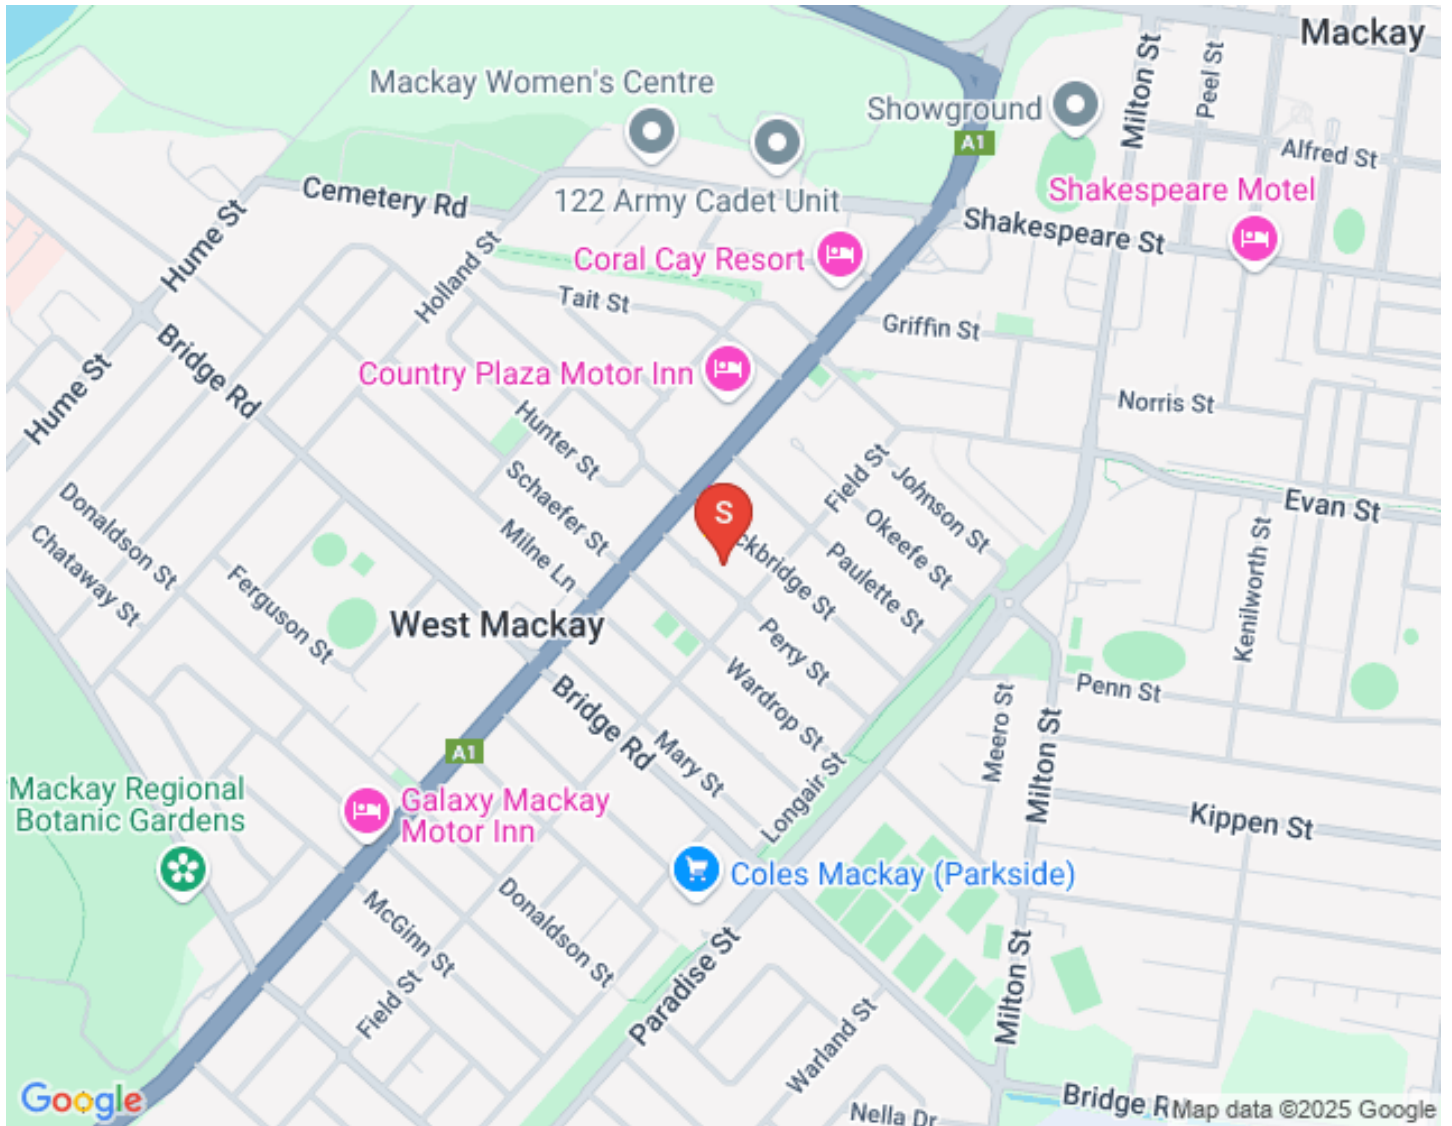 Mackay
Mackay Women's Centre
Showground
Milton St
Peel St
A1
Alfred St
Cemetery Rd
122 Army Cadet Unit
Shakespeare Motel
Hume St
Holland St
Shakespeare St
Coral Cay Resort
Tait St
Griffin St
Bridge Rd
Country Plaza Motor Inn
Hume St
Norris St
Hunter St
Field St
Johnson St
Schaefer St
S
Evan St
Donaldson St
Okeefe St
Milne Ln
ckbridge St
Paulette St
Chataway St
Ferguson St
Kenilworth St
West Mackay
Perry St
Wardrop St
Penn St
Bridge Rd
Meero St
Mary St
Milton St
A1
Longair St
Mackay Regional
Botanic Gardens
Galaxy Mackay
Motor Inn
Kippen St
Coles Mackay (Parkside)
McGinn St
Donaldson St
Field St
Paradise St
Milton St
Warland St
Google
Nella Dr
Bridge R
Map data ©2025 Google